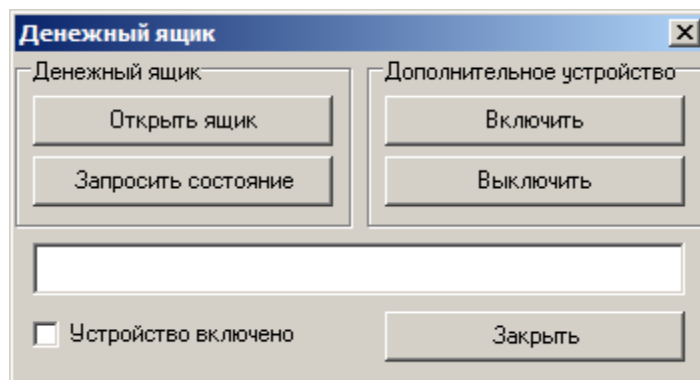 Денежный ящик
Денежный ящик
Дополнительное устройство
Открыть ящик
Включить
Запросить состояние
Выключить
Устройство включено
Закрыть